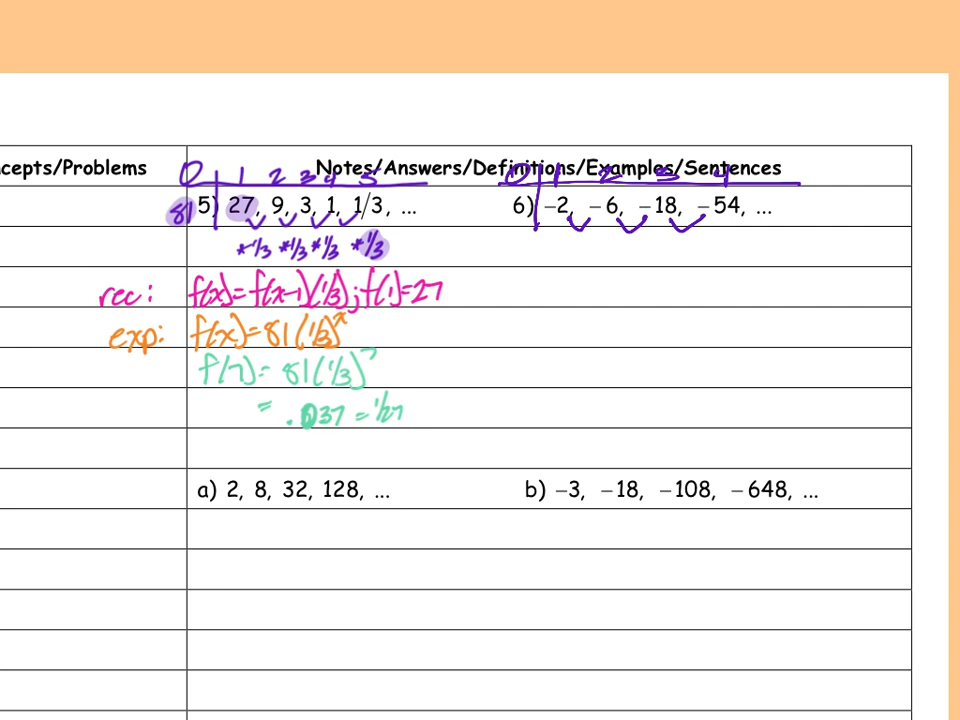 ncepts/Problems Notes/Answers/Definitions/Examples/Sentences
0 1 2 3 4 5 0 1 2 3 4
81 5) 27, 9, 3, 1, 1/3, ... 6) −2, −6, −18, −54, ...
*1/3 *1/3 *1/3 *1/3
rec: f(x)=f(x-1)(1/3); f(1)=27
exp: f(x)=81(1/3)^x
f(7)= 81(1/3)^7
= .037 = 1/27
a) 2, 8, 32, 128, ... b) −3, −18, −108, −648, ...